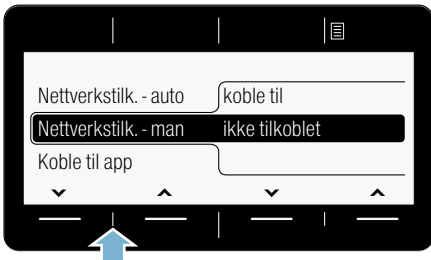 Nettverkstilk. - auto koble til
Nettverkstilk. - man ikke tilkoblet
Koble til app